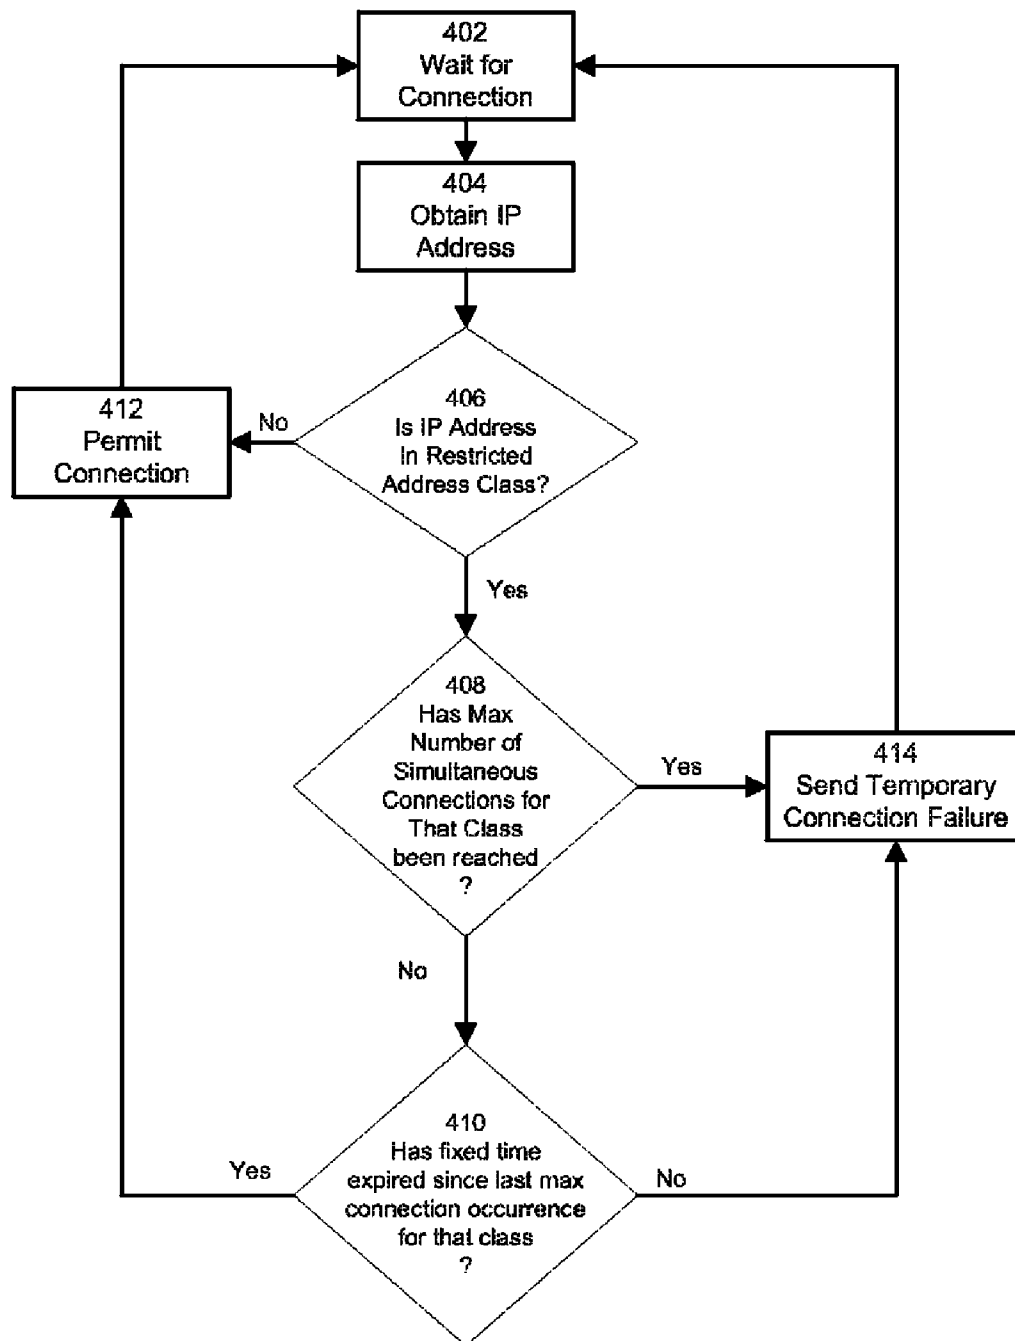 402
Wait for
Connection
404
Obtain IP
Address
406
Is IP Address
In Restricted
Address Class?
No
412
Permit
Connection
Yes
408
Has Max
Number of
Simultaneous
Connections for
That Class
been reached
?
Yes
414
Send Temporary
Connection Failure
No
410
Has fixed time
expired since last max
connection occurrence
for that class
?
Yes
No